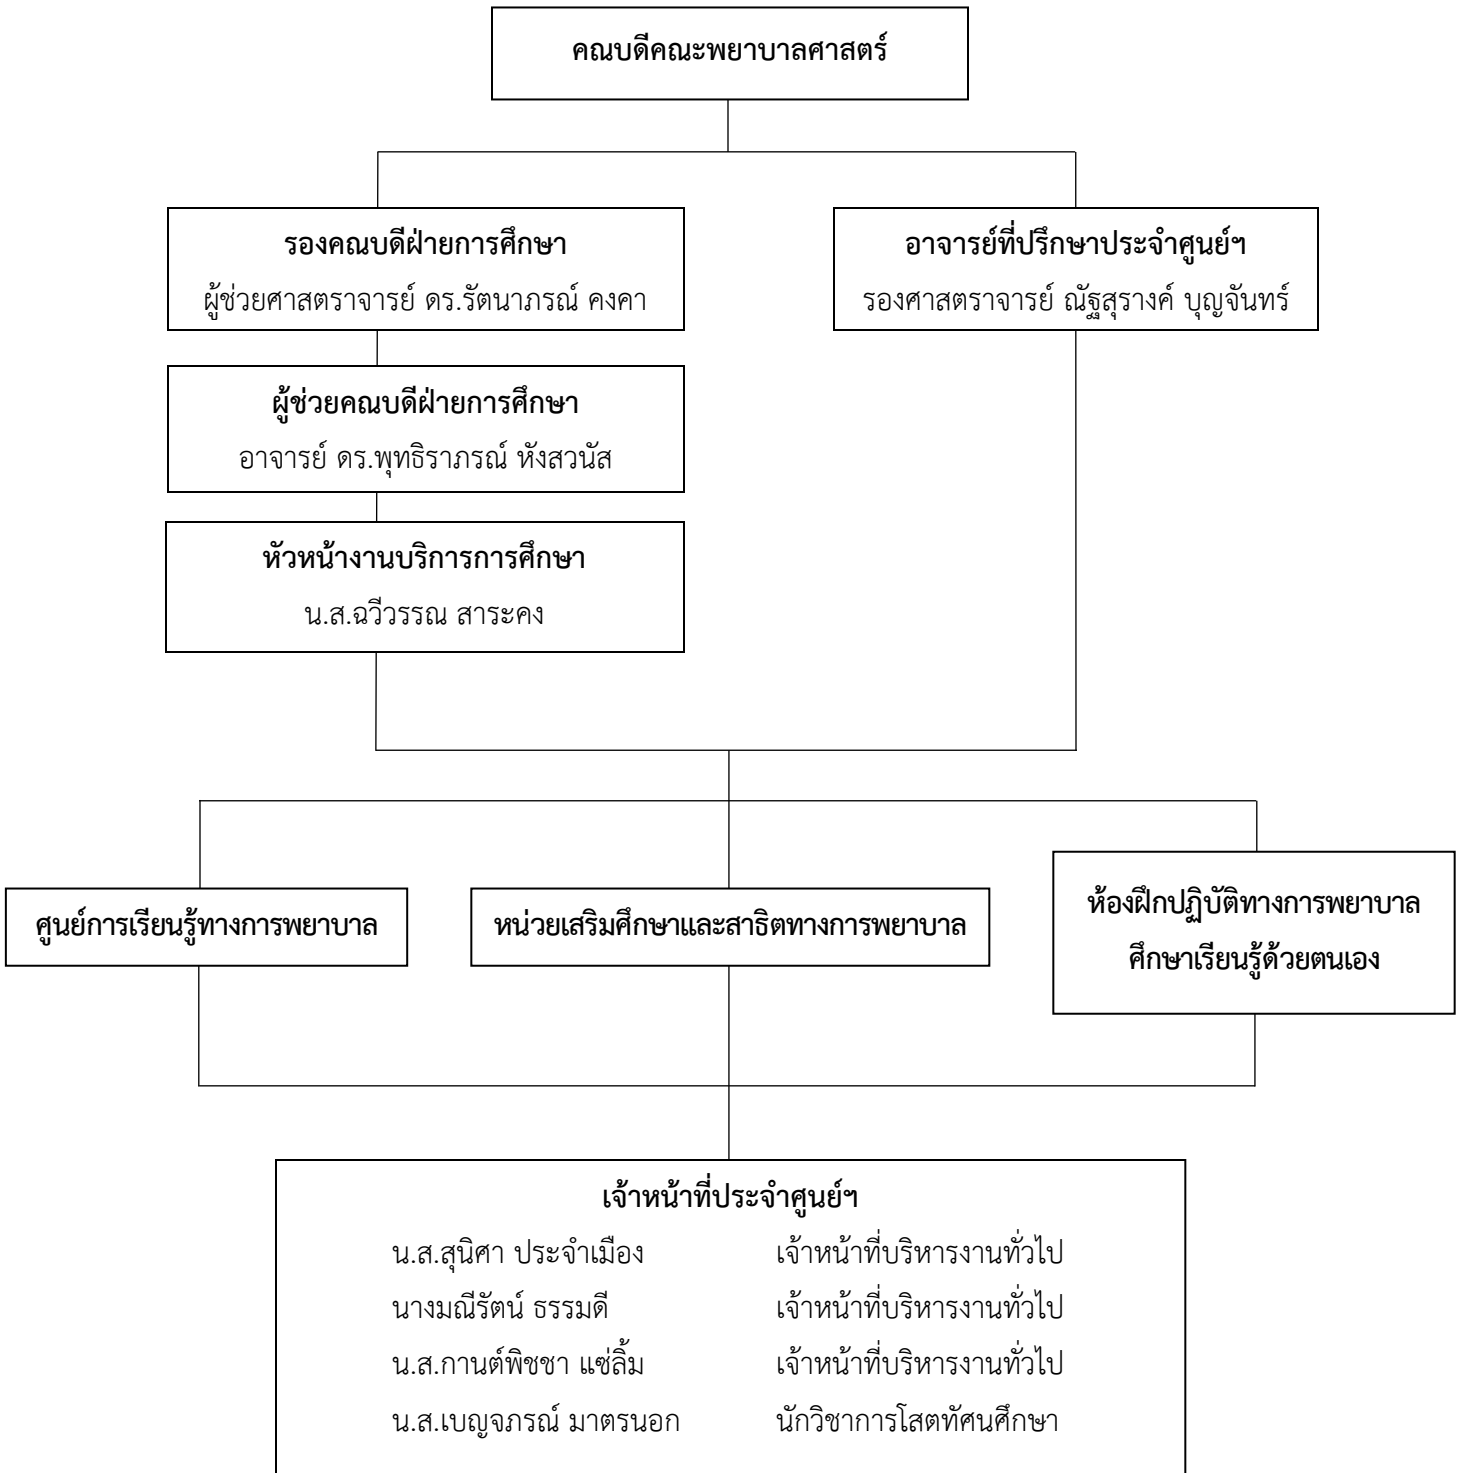 คณบดีคณะพยาบาลศาสตร์
รองคณบดีฝ่ายการศึกษา
ผู้ช่วยศาสตราจารย์ ดร.รัตนาภรณ์ คงคา
อาจารย์ที่ปรึกษาประจำศูนย์ฯ
รองศาสตราจารย์ ณัฐสุรางค์ บุญจันทร์
ผู้ช่วยคณบดีฝ่ายการศึกษา
อาจารย์ ดร.พุทธิราภรณ์ หังสวนัส
หัวหน้างานบริการการศึกษา
น.ส.ฉวีวรรณ สาระคง
ศูนย์การเรียนรู้ทางการพยาบาล
หน่วยเสริมศึกษาและสาธิตทางการพยาบาล
ห้องฝึกปฏิบัติทางการพยาบาล
ศึกษาเรียนรู้ด้วยตนเอง
เจ้าหน้าที่ประจำศูนย์ฯ
น.ส.สุนิศา ประจำเมือง เจ้าหน้าที่บริหารงานทั่วไป
นางมณีรัตน์ ธรรมดี เจ้าหน้าที่บริหารงานทั่วไป
น.ส.กานต์พิชชา แซ่ลิ้ม เจ้าหน้าที่บริหารงานทั่วไป
น.ส.เบญจภรณ์ มาตรนอก นักวิชาการโสตทัศนศึกษา